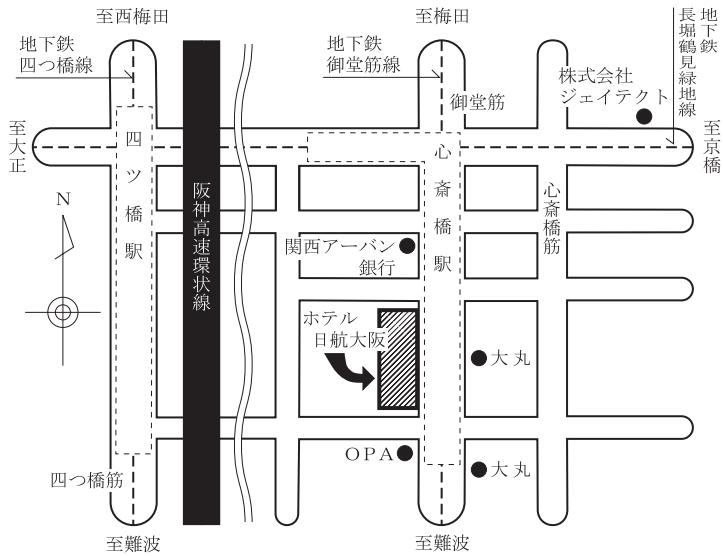 至西梅田
至梅田
地下鉄
四つ橋線
地下鉄
御堂筋線
地下鉄
長堀鶴見緑地線
株式会社
ジェイテクト
御堂筋
至大正
至京橋
四ツ橋駅
心斎橋駅
心斎橋筋
阪神高速環状線
N
関西アーバン
銀行
ホテル
日航大阪
大丸
OPA
大丸
四つ橋筋
至難波
至難波